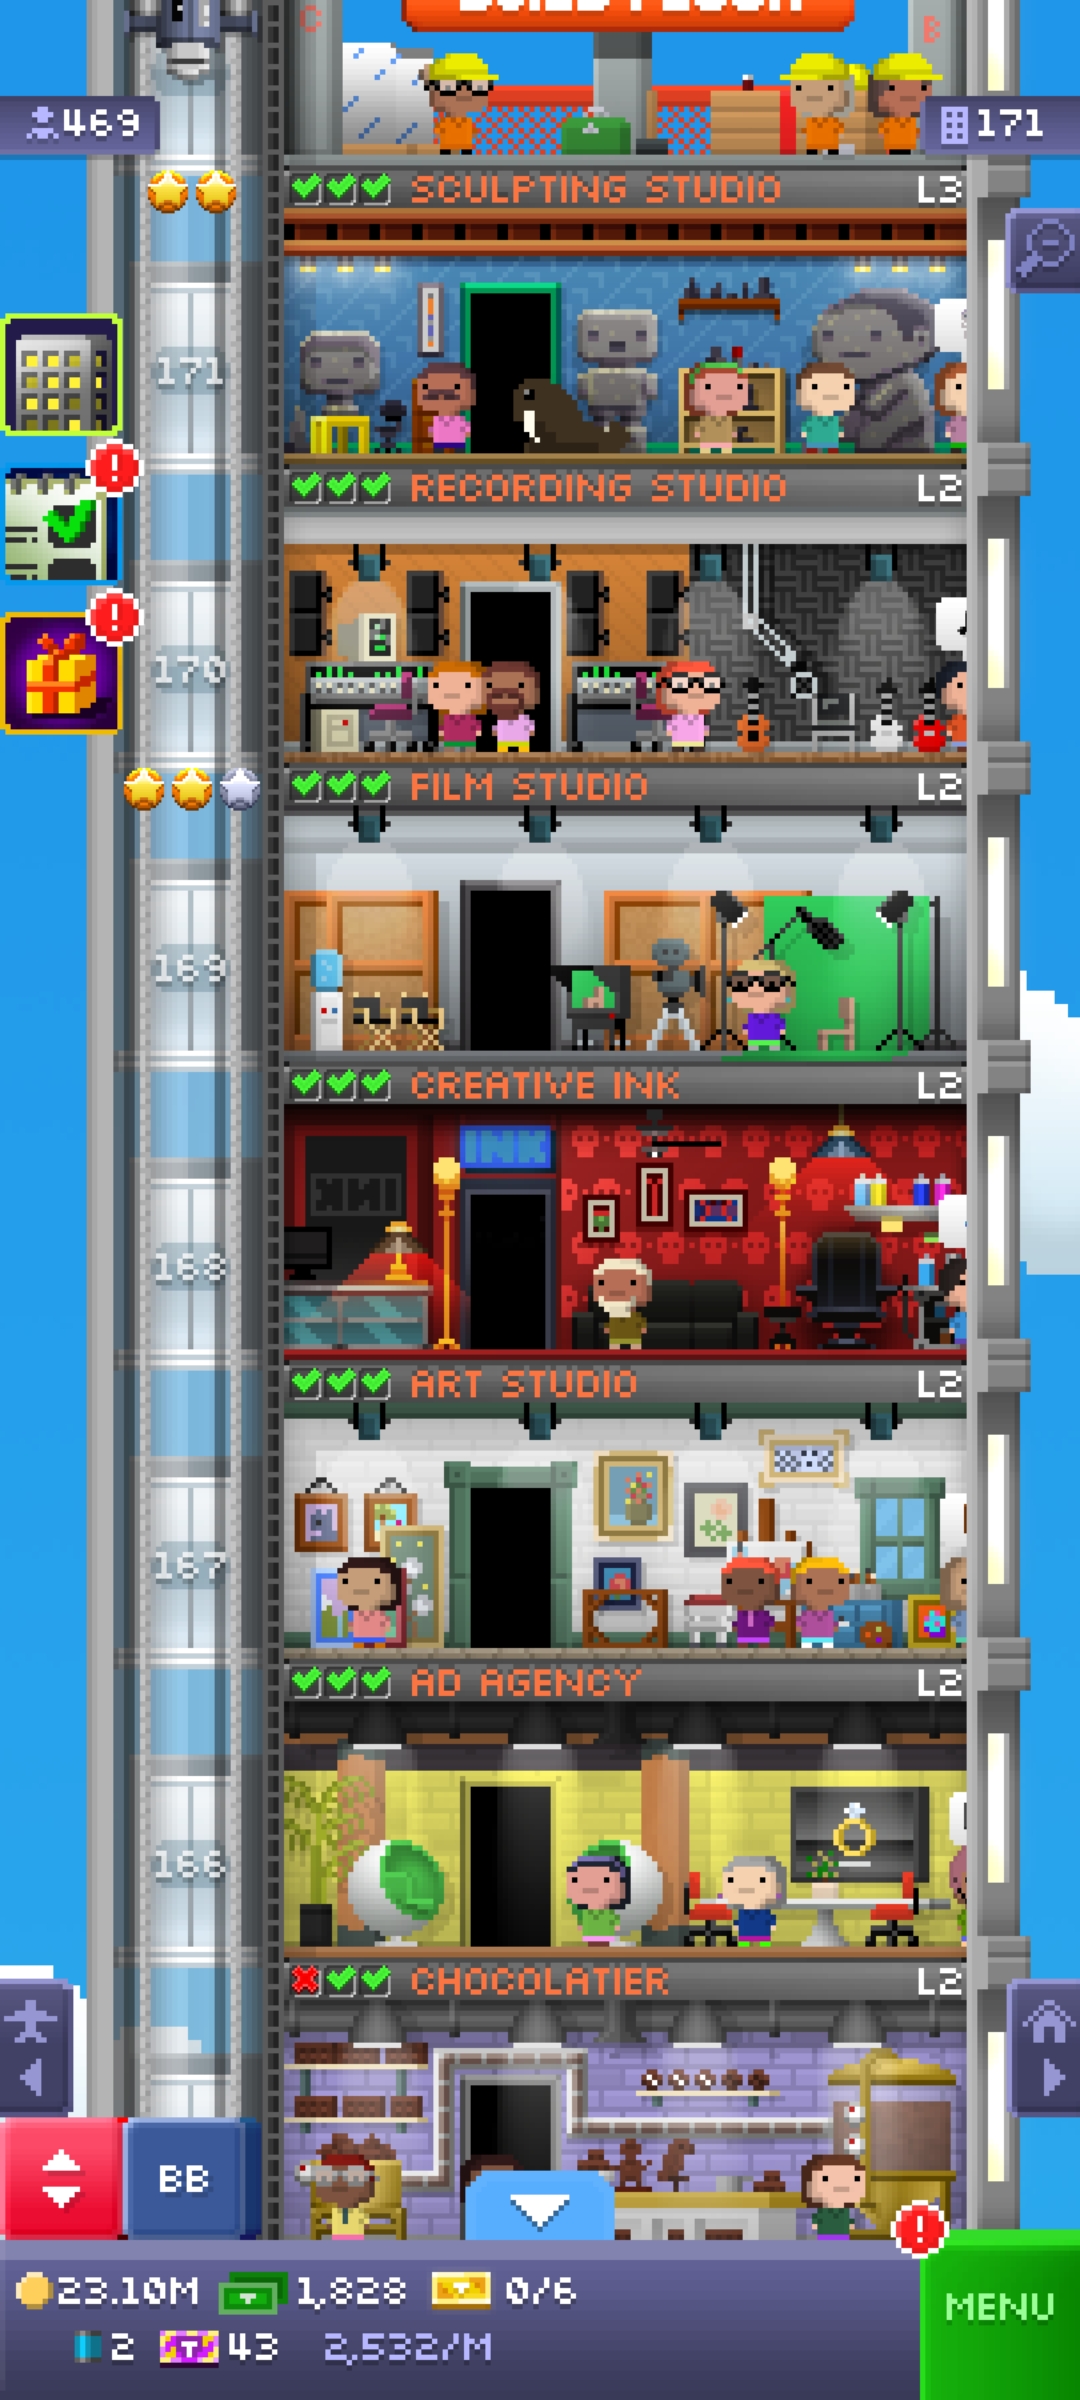 C
B
469
171
SCULPTING STUDIO L3
171
RECORDING STUDIO L2
170
FILM STUDIO L2
169
CREATIVE INK L2
INK
168
ART STUDIO L2
167
AD AGENCY L2
166
CHOCOLATIER L2
BB
23.10M 1,828 0/6
MENU
2 43 2,532/M